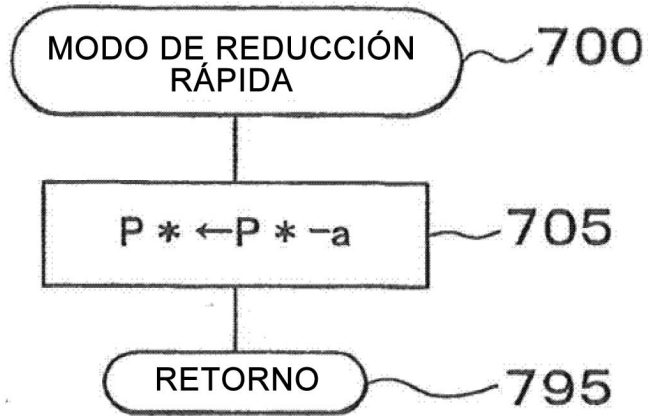 MODO DE REDUCCIÓN
RÁPIDA
700
P * ←P * −a
705
RETORNO
795